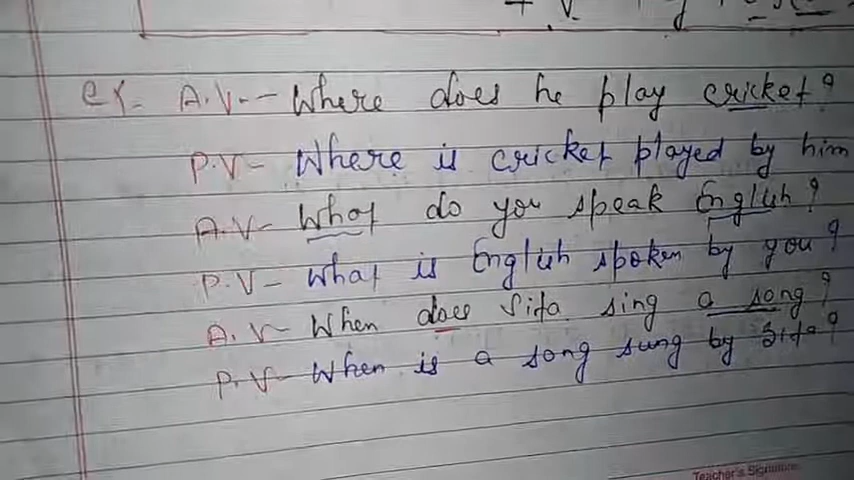 + V
ex- A.V.- Where does he play cricket?
P.V- Where is cricket played by him
A.V- What do you speak English?
P.V- What is English spoken by you?
A.V- When does Sita sing a song?
P.V- When is a song sung by Sita?
Teacher's Signature